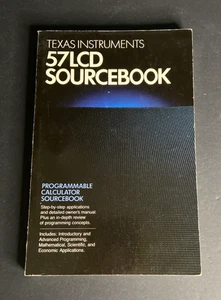 TEXAS INSTRUMENTS
57LCD
SOURCEBOOK
PROGRAMMABLE
CALCULATOR
SOURCEBOOK
Step-by-step applications
and detailed owner's manual
Plus an in-depth review
of programming concepts.
Includes: Introductory and
Advanced Programming,
Mathematical, Scientific, and
Economic Applications.